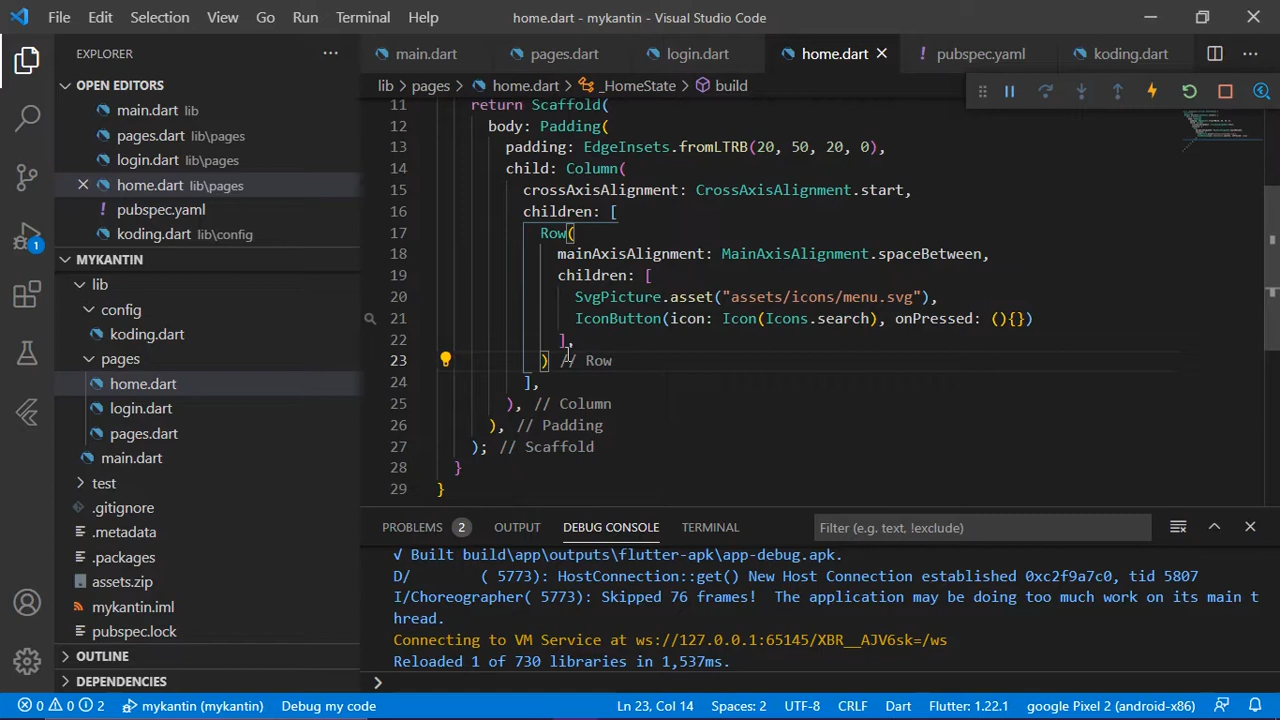 File Edit Selection View Go Run Terminal Help home.dart - mykantin - Visual Studio Code
EXPLORER
OPEN EDITORS
main.dart lib
pages.dart lib\pages
login.dart lib\pages
home.dart lib\pages
pubspec.yaml
koding.dart lib\config
MYKANTIN
lib
config
koding.dart
pages
home.dart
login.dart
pages.dart
main.dart
test
.gitignore
.metadata
.packages
assets.zip
mykantin.iml
pubspec.lock
OUTLINE
DEPENDENCIES
1
main.dart pages.dart login.dart home.dart pubspec.yaml koding.dart
lib pages home.dart _HomeState build
11 return Scaffold(
12 body: Padding(
13 padding: EdgeInsets.fromLTRB(20, 50, 20, 0),
14 child: Column(
15 crossAxisAlignment: CrossAxisAlignment.start,
16 children: [
17 Row(
18 mainAxisAlignment: MainAxisAlignment.spaceBetween,
19 children: [
20 SvgPicture.asset("assets/icons/menu.svg"),
21 IconButton(icon: Icon(Icons.search), onPressed: (){})
22 ],
23 ) // Row
24 ],
25 ), // Column
26 ), // Padding
27 ); // Scaffold
28 }
29 }
PROBLEMS 2 OUTPUT DEBUG CONSOLE TERMINAL Filter (e.g. text, !exclude)
√ Built build\app\outputs\flutter-apk\app-debug.apk.
D/ ( 5773): HostConnection::get() New Host Connection established 0xc2f9a7c0, tid 5807
I/Choreographer( 5773): Skipped 76 frames! The application may be doing too much work on its main t
hread.
Connecting to VM Service at ws://127.0.0.1:65145/XBR__AJV6sk=/ws
Reloaded 1 of 730 libraries in 1,537ms.
0 0 2 mykantin (mykantin) Debug my code Ln 23, Col 14 Spaces: 2 UTF-8 CRLF Dart Flutter: 1.22.1 google Pixel 2 (android-x86)